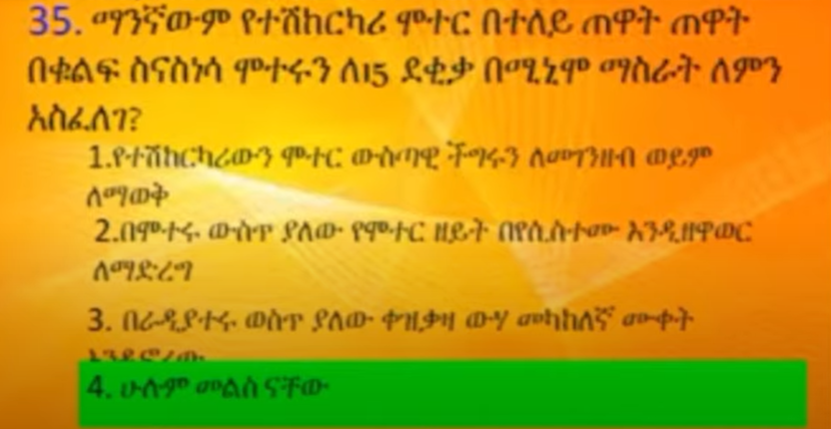 35. ማንኛውም የተሽከርካሪ ሞተር በተለይ ጠዋት ጠዋት
በቁልፍ ስናስነሳ ሞተሩን ለ15 ደቂቃ በሚኒሞ ማስራት ለምን
አስፈለገ?
1.የተሽከርካሪውን ሞተር ውስጣዊ ችግሩን ለመገንዘብ ወይም
ለማወቅ
2.በሞተሩ ውስጥ ያለው የሞተር ዘይት በየሲስተሙ እንዲዘዋወር
ለማድረግ
3. በራዲያተሩ ወስጥ ያለው ቀዝቃዛ ውሃ መካከለኛ ሙቀት
4. ሁሉም መልስ ናቸው